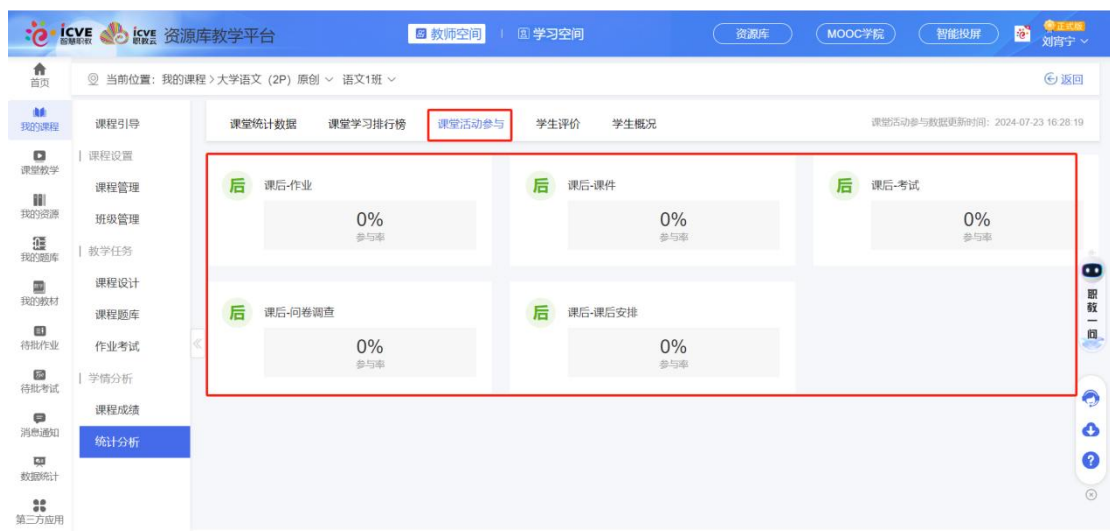 icve 智慧职教 icve 职教云 资源库教学平台 教师空间 学习空间 资源库 MOOC学院 智能投屏 正式版 刘宵宁
首页
当前位置：我的课程 > 大学语文（2P）原创 语文1班 返回
我的课程
课堂教学
我的资源
我的题库
我的教材
待批作业
待批考试
消息通知
数据统计
第三方应用
课程引导
课程设置
课程管理
班级管理
教学任务
课程设计
课程题库
作业考试
学情分析
课程成绩
统计分析
课堂统计数据 课堂学习排行榜 课堂活动参与 学生评价 学生概况 课堂活动参与数据更新时间：2024-07-23 16:28:19
后 课后-作业
0%
参与率
后 课后-课件
0%
参与率
后 课后-考试
0%
参与率
后 课后-问卷调查
0%
参与率
后 课后-课后安排
0%
参与率
职教一问